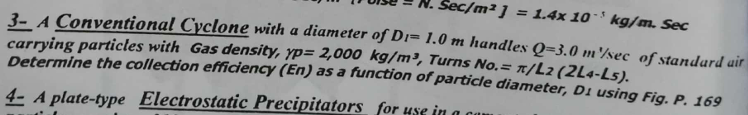 N. Sec/m² ] = 1.4x 10⁻⁵ kg/m. Sec
3- A Conventional Cyclone with a diameter of D1= 1.0 m handles Q=3.0 m³/sec of standard air
carrying particles with Gas density, γp= 2,000 kg/m³, Turns No.= π/L2 (2L4-L5).
Determine the collection efficiency (En) as a function of particle diameter, D1 using Fig. P. 169
4- A plate-type Electrostatic Precipitators for use in a